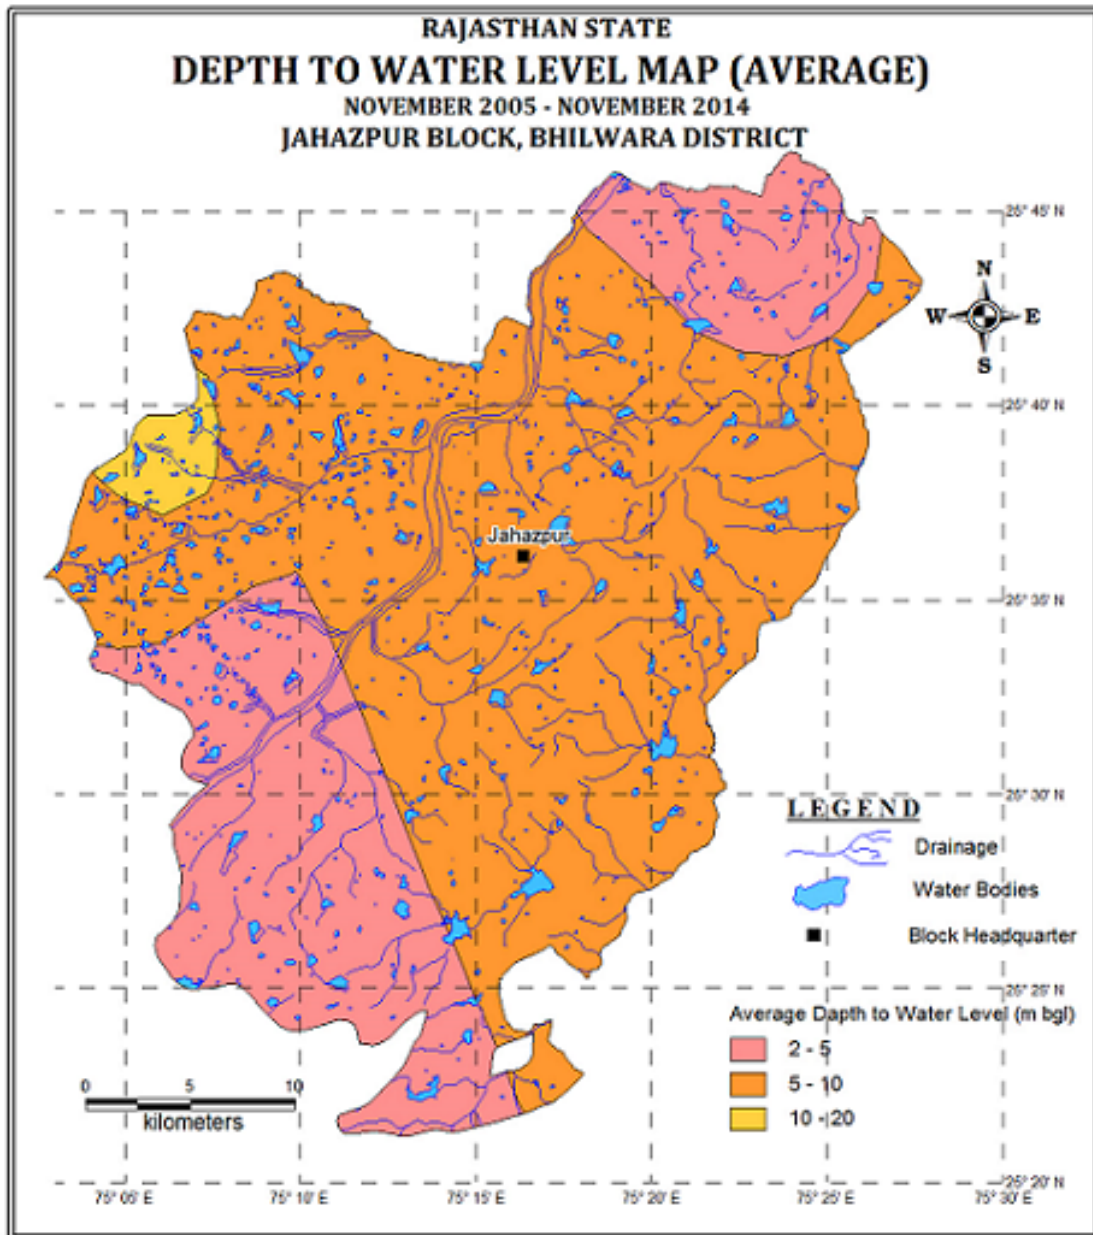 RAJASTHAN STATE
DEPTH TO WATER LEVEL MAP (AVERAGE)
NOVEMBER 2005 - NOVEMBER 2014
JAHAZPUR BLOCK, BHILWARA DISTRICT
25° 45' N
N
W E
S
25° 40' N
Jahazpur
25° 35' N
25° 30' N
LEGEND
Drainage
Water Bodies
Block Headquarter
25° 25' N
Average Dapth to Water Level (m bgl)
2 - 5
5 - 10
10 - 20
0 5 10
kilometers
25° 20' N
75° 05' E 75° 10' E 75° 15' E 75° 20' E 75° 25' E 75° 30' E